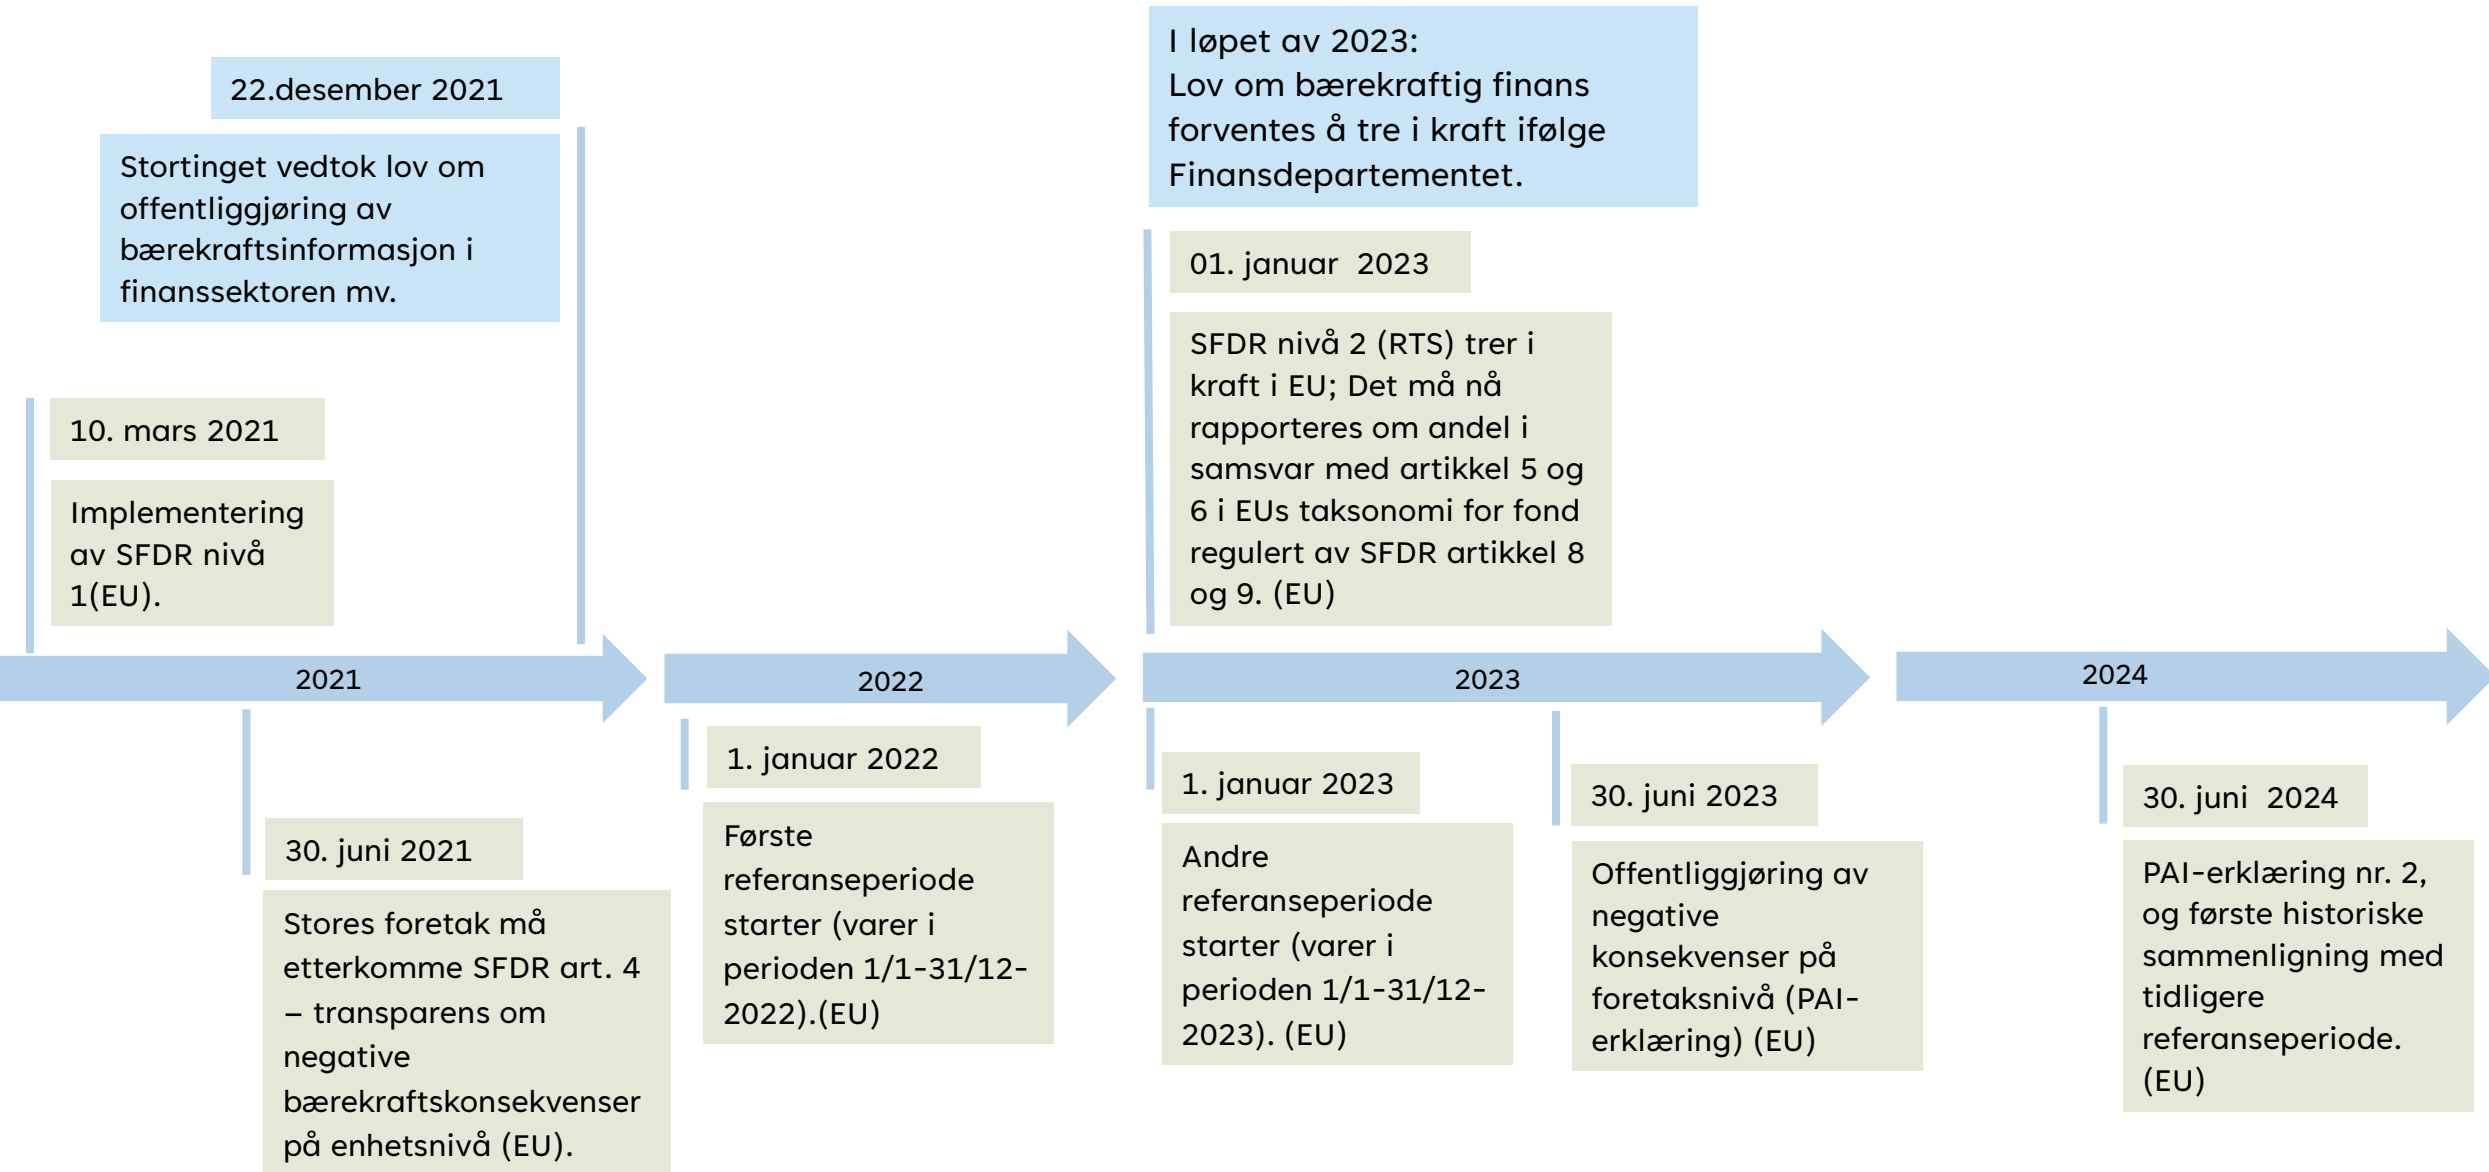 22.desember 2021
Stortinget vedtok lov om
offentliggjøring av
bærekraftsinformasjon i
finanssektoren mv.
I løpet av 2023:
Lov om bærekraftig finans
forventes å tre i kraft ifølge
Finansdepartementet.
10. mars 2021
Implementering
av SFDR nivå
1(EU).
01. januar  2023
SFDR nivå 2 (RTS) trer i
kraft i EU; Det må nå
rapporteres om andel i
samsvar med artikkel 5 og
6 i EUs taksonomi for fond
regulert av SFDR artikkel 8
og 9. (EU)
2021
2022
2023
2024
30. juni 2021
Stores foretak må
etterkomme SFDR art. 4
– transparens om
negative
bærekraftskonsekvenser
på enhetsnivå (EU).
1. januar 2022
Første
referanseperiode
starter (varer i
perioden 1/1-31/12-
2022).(EU)
1. januar 2023
Andre
referanseperiode
starter (varer i
perioden 1/1-31/12-
2023). (EU)
30. juni 2023
Offentliggjøring av
negative
konsekvenser på
foretaksnivå (PAI-
erklæring) (EU)
30. juni  2024
PAI-erklæring nr. 2,
og første historiske
sammenligning med
tidligere
referanseperiode.
(EU)